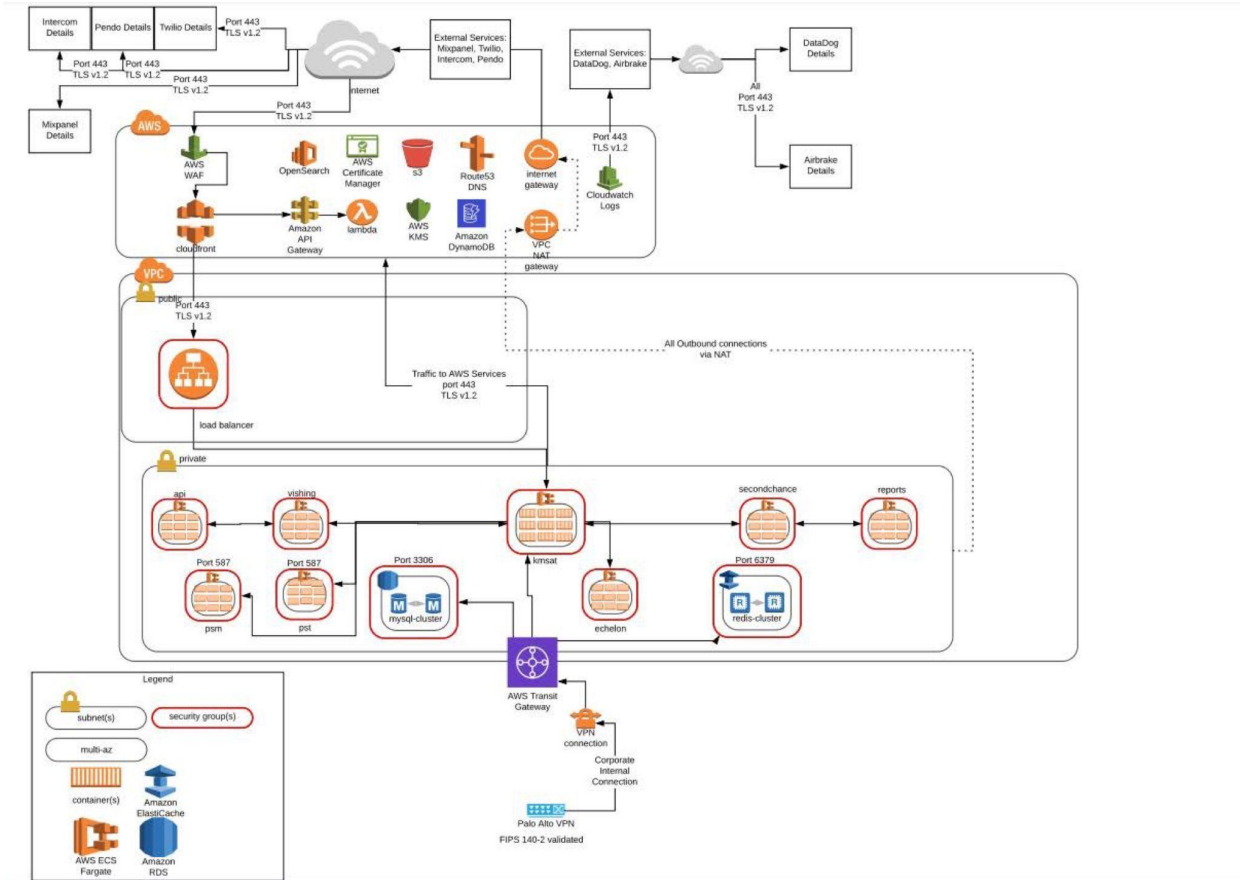 Intercom
Details
Pendo Details
Twilio Details
Port 443
TLS v1.2
Port 443
TLS v1.2
Port 443
TLS v1.2
Port 443
TLS v1.2
Mixpanel
Details
internet
External Services:
Mixpanel, Twilio,
Intercom, Pendo
External Services:
DataDog, Airbrake
DataDog
Details
All
Port 443
TLS v1.2
Airbrake
Details
Port 443
TLS v1.2
AWS
AWS
WAF
OpenSearch
AWS
Certificate
Manager
s3
Route53
DNS
internet
gateway
Port 443
TLS v1.2
Cloudwatch
Logs
cloudfront
Amazon
API
Gateway
lambda
AWS
KMS
Amazon
DynamoDB
VPC
NAT
gateway
VPC
public
Port 443
TLS v1.2
load balancer
Traffic to AWS Services
port 443
TLS v1.2
All Outbound connections
via NAT
private
api
vishing
kmsat
secondchance
reports
Port 587
psm
Port 587
pst
Port 3306
M
M
mysql-cluster
echelon
Port 6379
R
R
redis-cluster
AWS Transit
Gateway
VPN
connection
Corporate
Internal
Connection
Palo Alto VPN
FIPS 140-2 validated
Legend
subnet(s)
security group(s)
multi-az
container(s)
Amazon
ElastiCache
AWS ECS
Fargate
Amazon
RDS